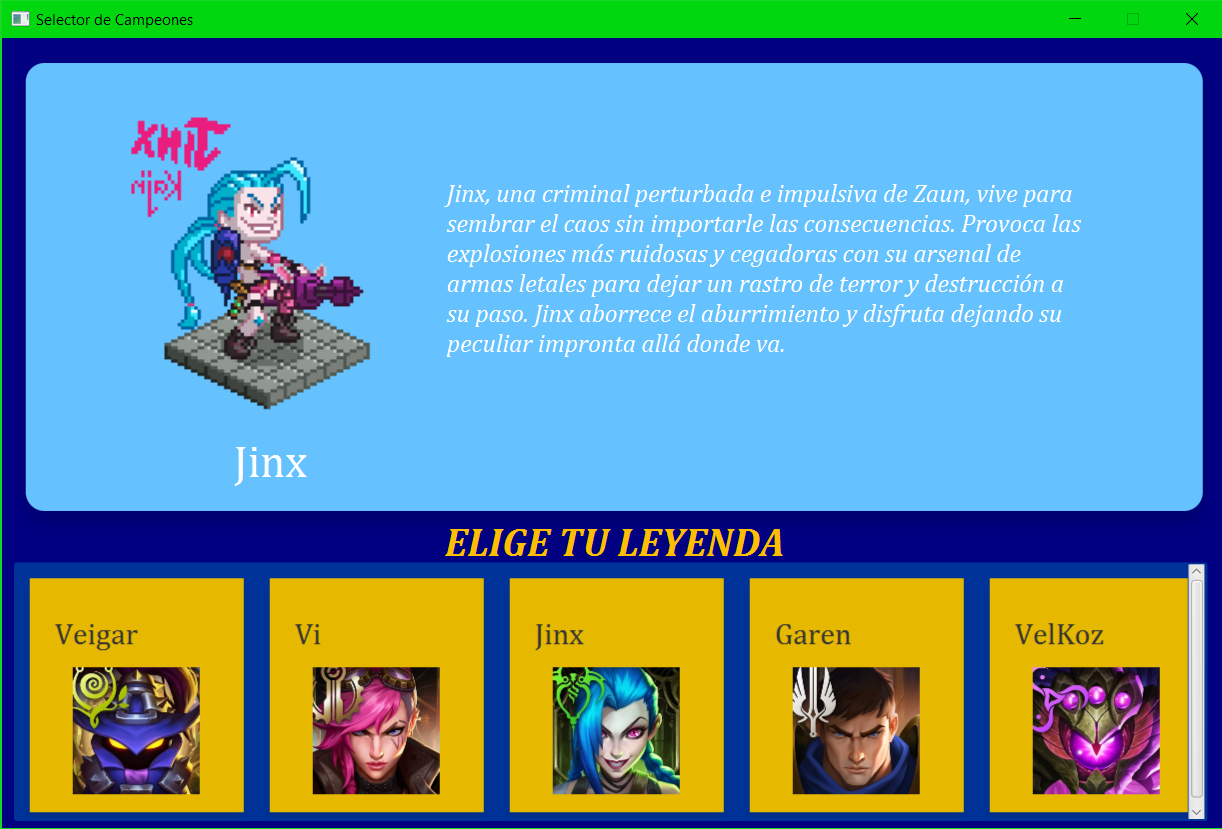 Selector de Campeones
XNIJ
Kajin
Jinx, una criminal perturbada e impulsiva de Zaun, vive para
sembrar el caos sin importarle las consecuencias. Provoca las
explosiones más ruidosas y cegadoras con su arsenal de
armas letales para dejar un rastro de terror y destrucción a
su paso. Jinx aborrece el aburrimiento y disfruta dejando su
peculiar impronta allá donde va.
Jinx
ELIGE TU LEYENDA
Veigar
Vi
Jinx
Garen
VelKoz